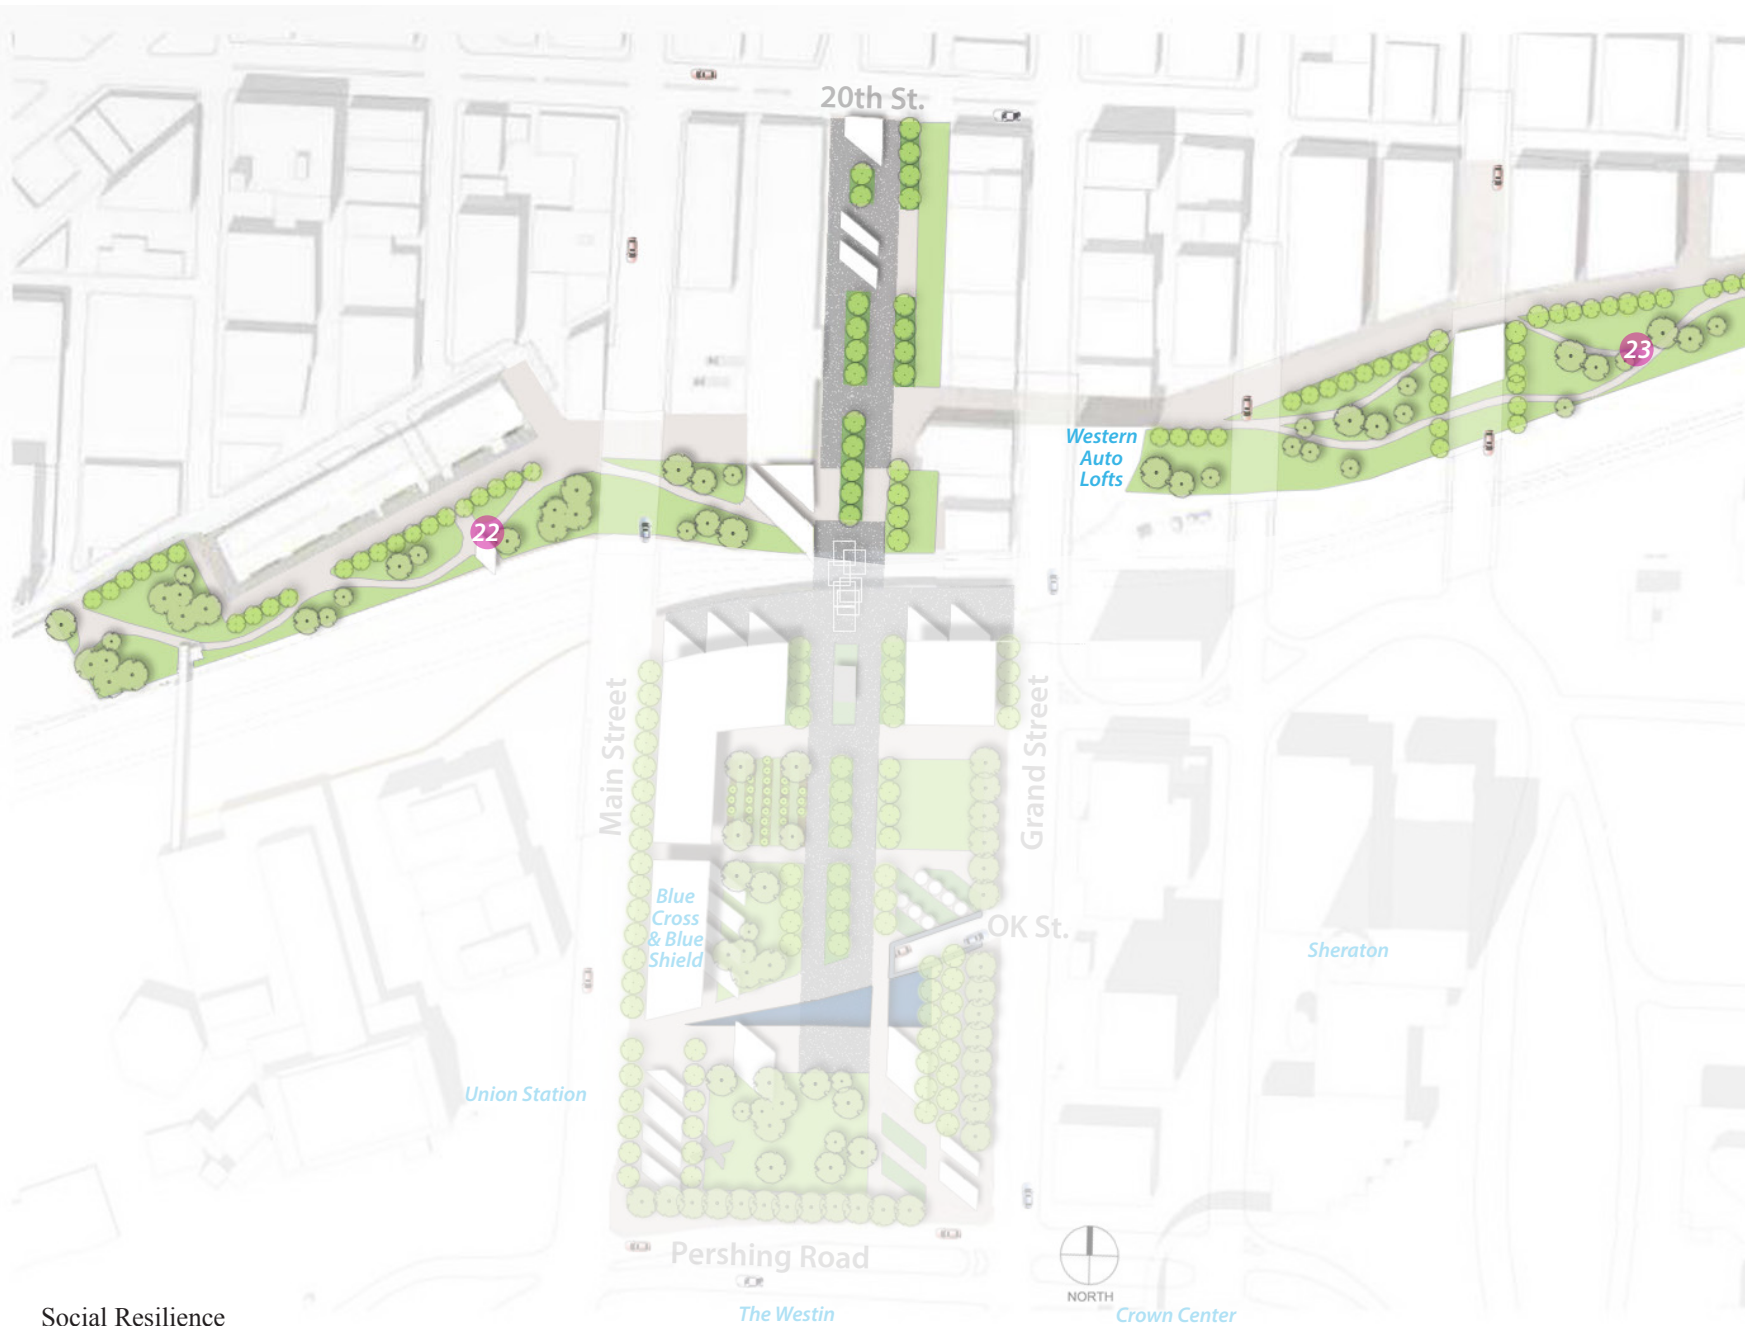 20th St.
23
Western
Auto
Lofts
22
Main Street
Grand Street
Blue
Cross
& Blue
Shield
OK St.
Sheraton
Union Station
Pershing Road
NORTH
The Westin
Crown Center
Social Resilience